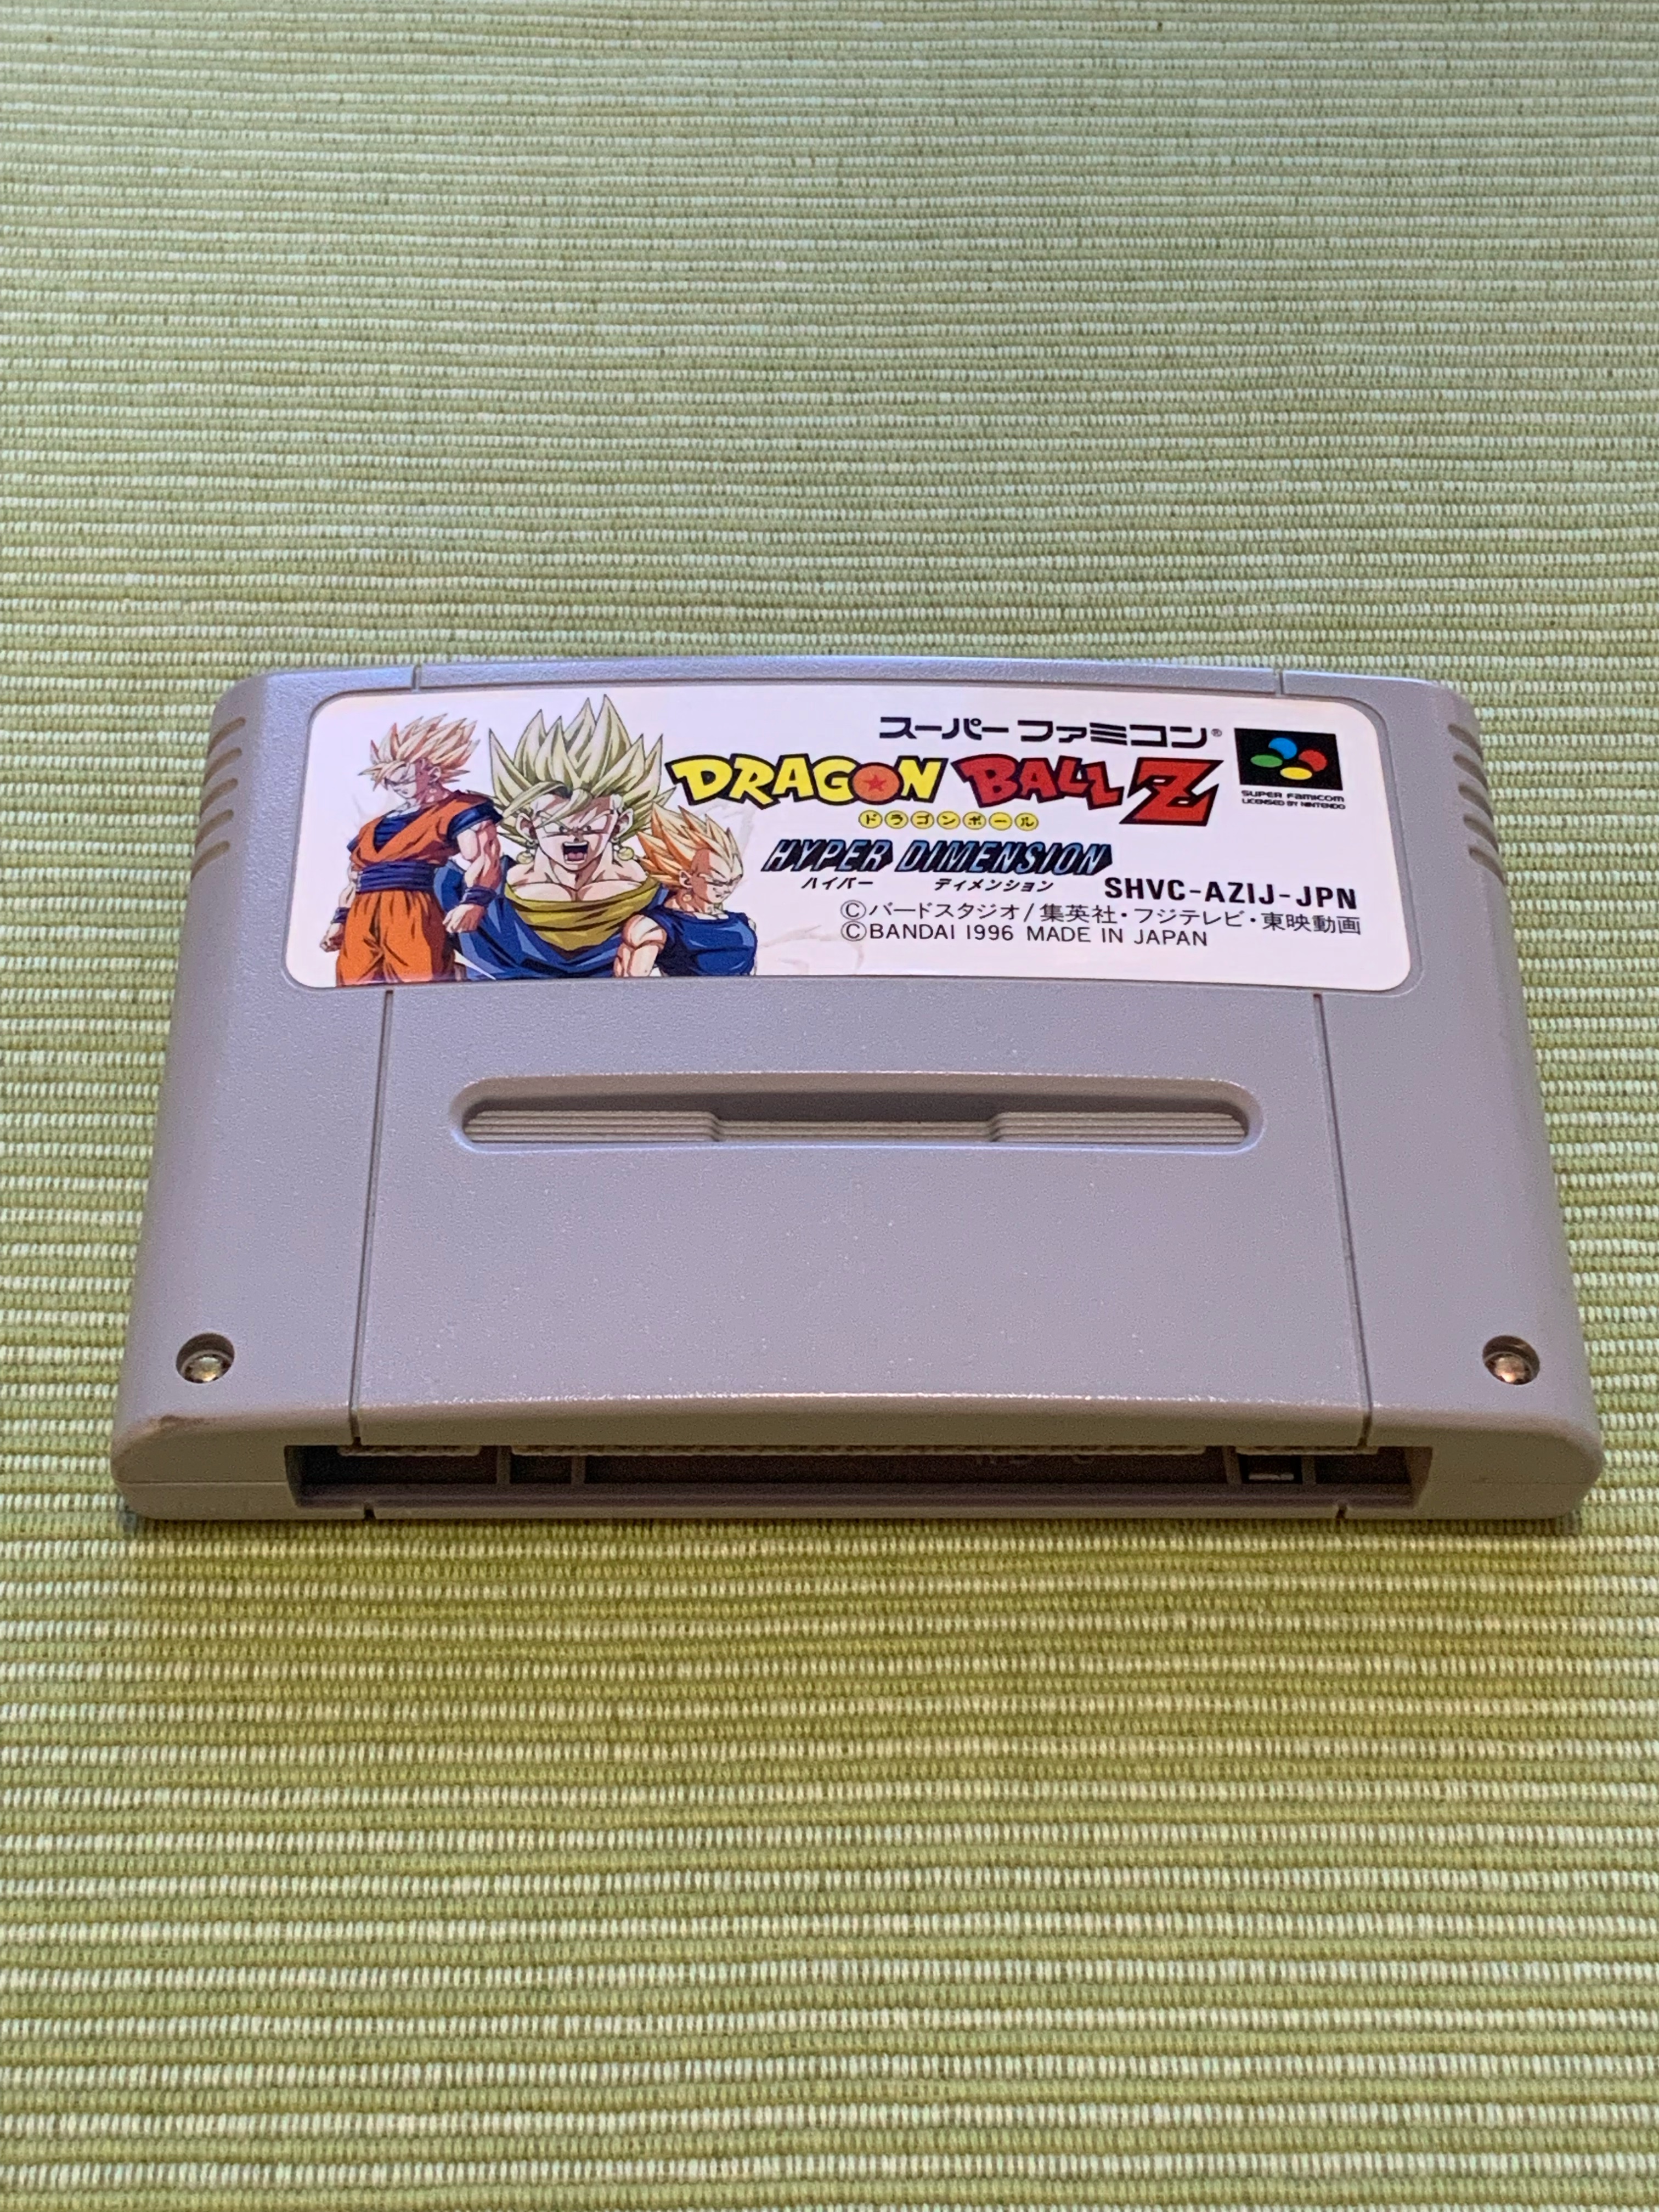 スーパーファミコン®
DRAGON BALL Z
ドラゴンボール
SUPER FAMICOM
LICENSED BY NINTENDO
HYPER DIMENSION
ハイパー ディメンション
SHVC-AZIJ-JPN
©バードスタジオ/集英社・フジテレビ・東映動画
©BANDAI 1996 MADE IN JAPAN